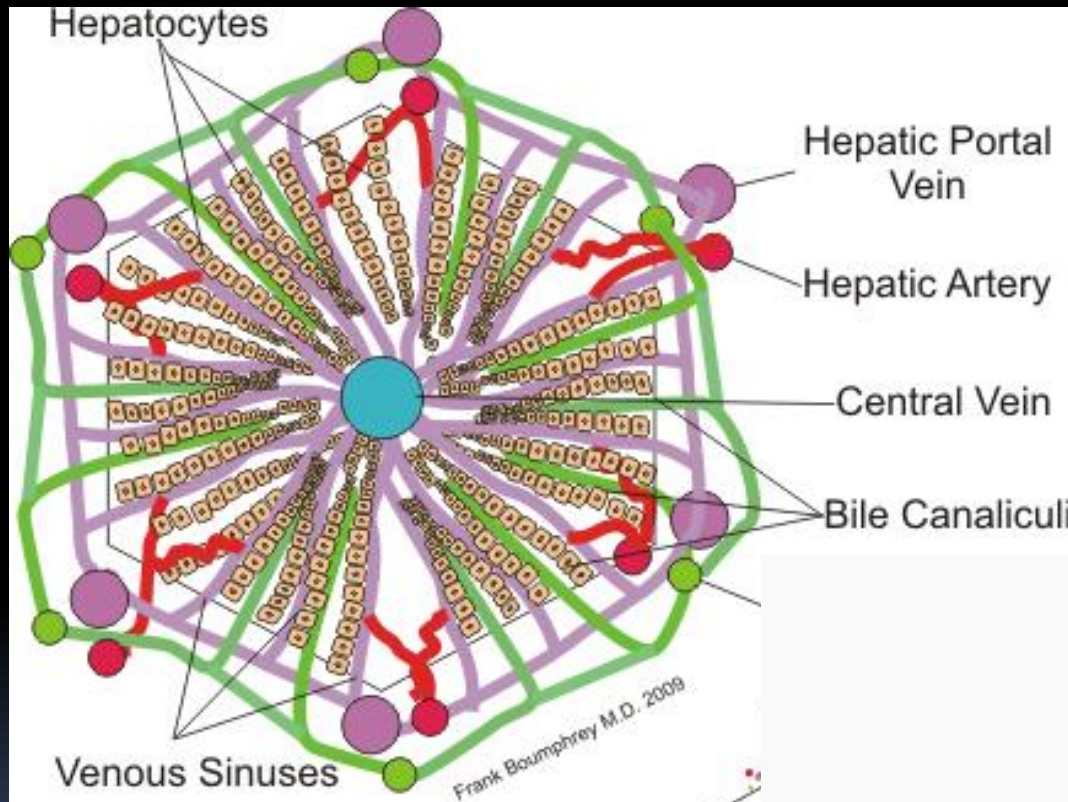 Hepatocytes
Hepatic Portal
Vein
Hepatic Artery
Central Vein
Bile Canaliculi
Venous Sinuses
Frank Boumphrey M.D. 2009